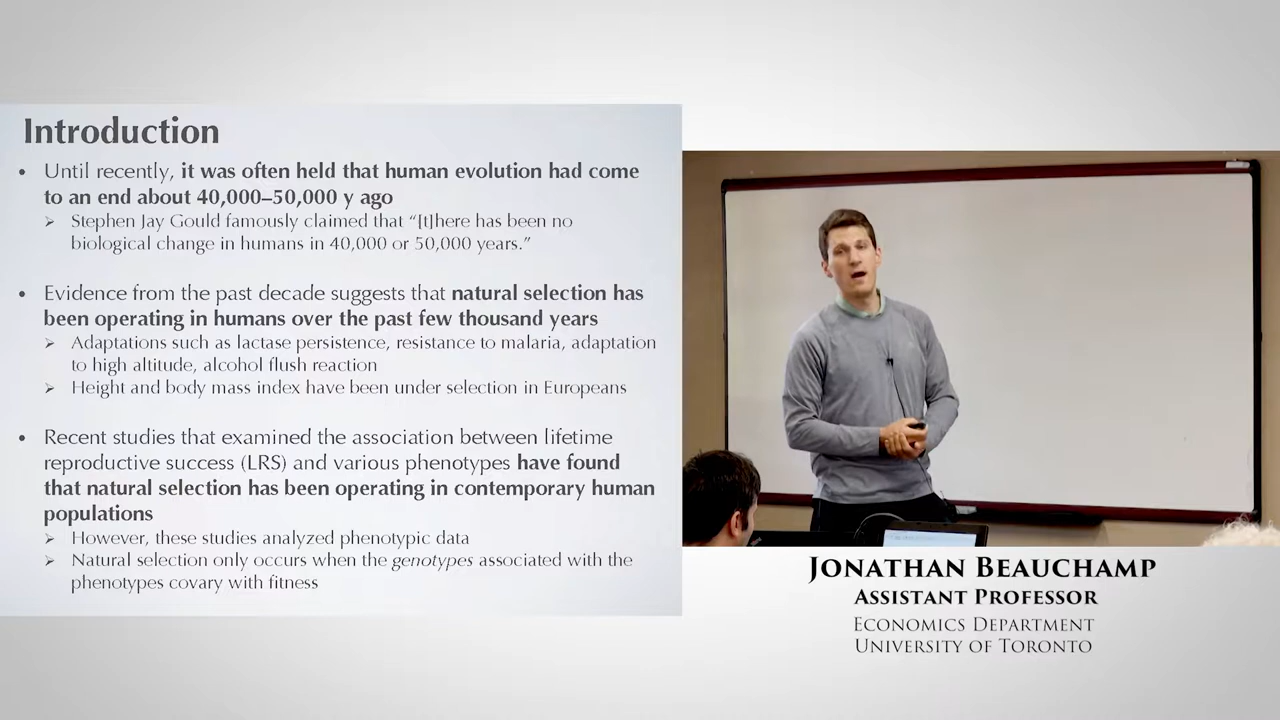 Introduction
• Until recently, it was often held that human evolution had come
to an end about 40,000–50,000 y ago
➢ Stephen Jay Gould famously claimed that “[t]here has been no
biological change in humans in 40,000 or 50,000 years.”
• Evidence from the past decade suggests that natural selection has
been operating in humans over the past few thousand years
➢ Adaptations such as lactase persistence, resistance to malaria, adaptation
to high altitude, alcohol flush reaction
➢ Height and body mass index have been under selection in Europeans
• Recent studies that examined the association between lifetime
reproductive success (LRS) and various phenotypes have found
that natural selection has been operating in contemporary human
populations
➢ However, these studies analyzed phenotypic data
➢ Natural selection only occurs when the genotypes associated with the
phenotypes covary with fitness
JONATHAN BEAUCHAMP
ASSISTANT PROFESSOR
ECONOMICS DEPARTMENT
UNIVERSITY OF TORONTO